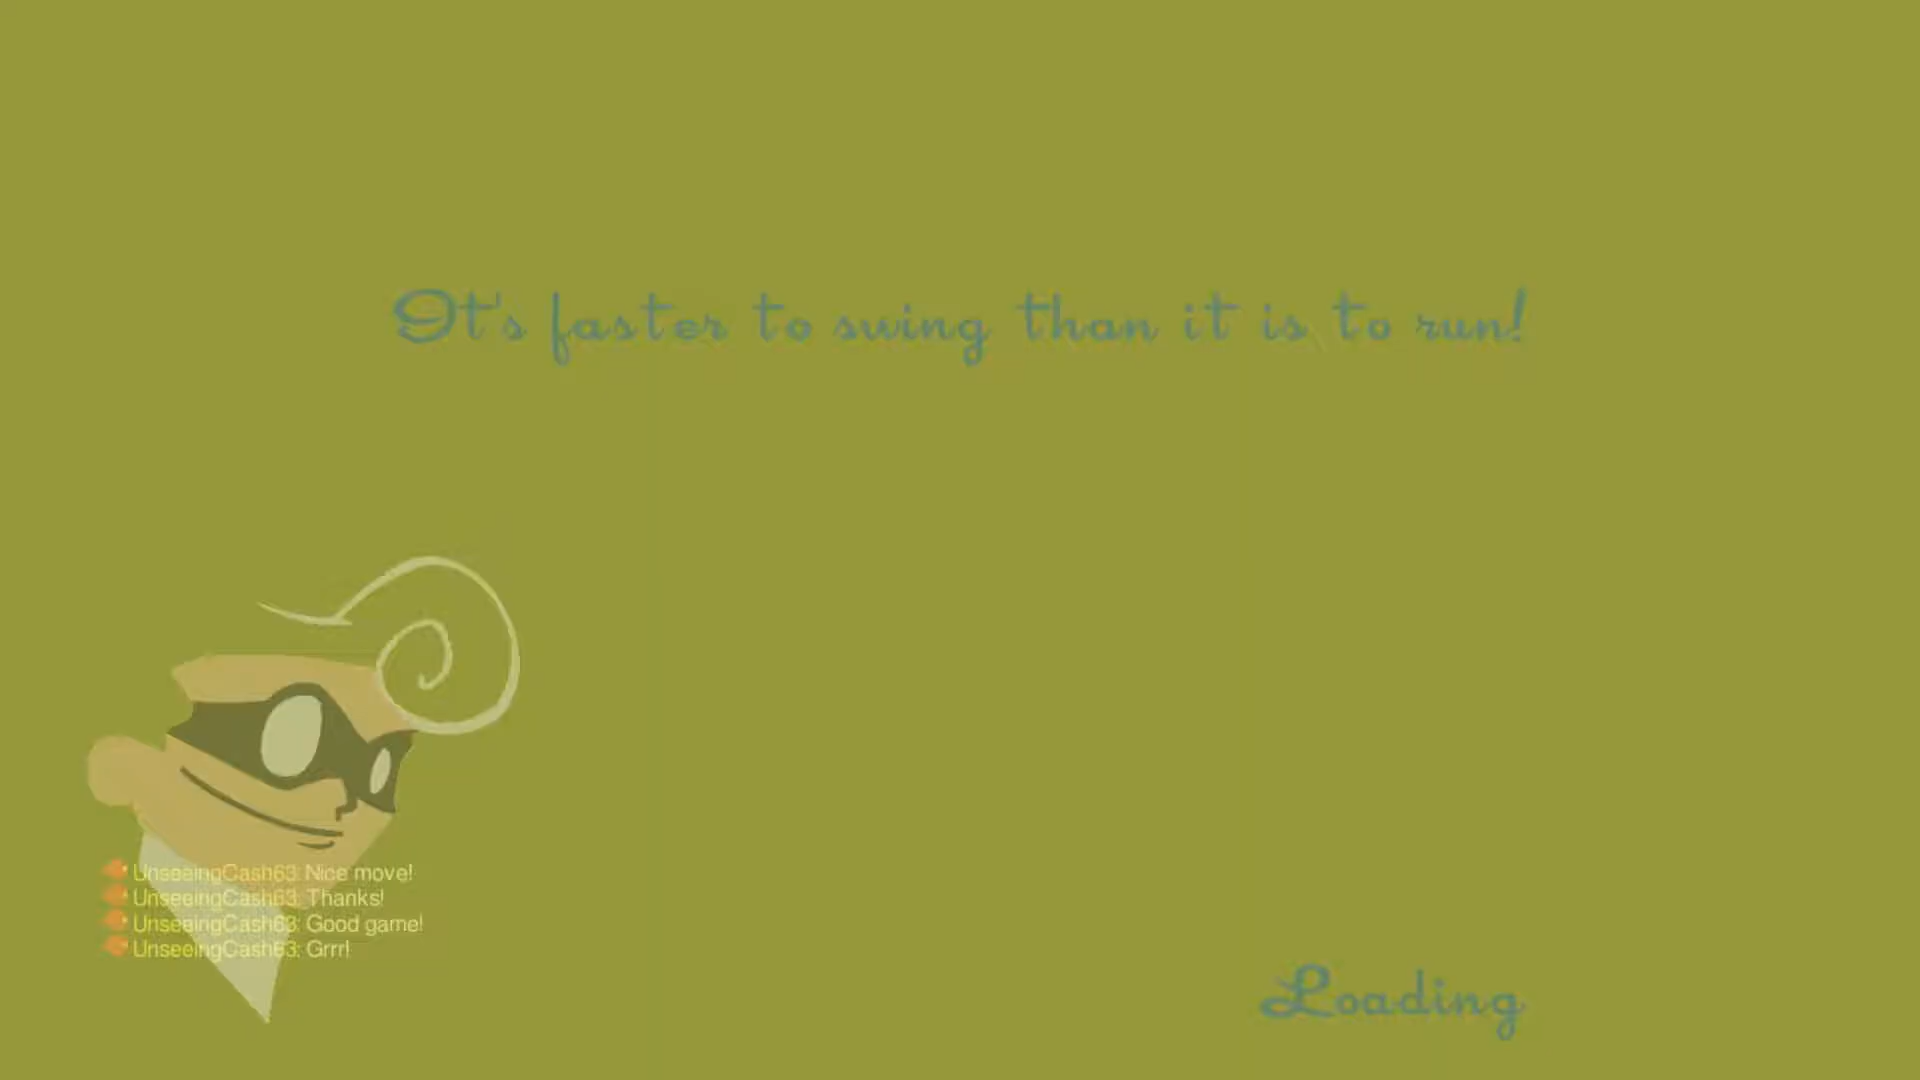 It's faster to swing than it is to run!
UnseeingCash63: Nice move!
UnseeingCash63: Thanks!
UnseeingCash63: Good game!
UnseeingCash63: Grrr!
Loading